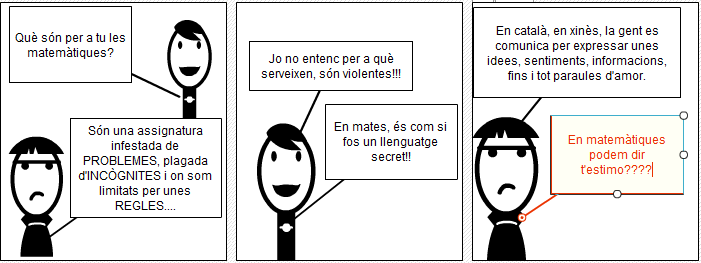 Què són per a tu les
matemàtiques?
Són una assignatura
infestada de
PROBLEMES, plagada
d'INCÒGNITES i on som
limitats per unes
REGLES....
Jo no entenc per a què
serveixen, són violentes!!!
En mates, és com si
fos un llenguatge
secret!!
En català, en xinès, la gent es
comunica per expressar unes
idees, sentiments, informacions,
fins i tot paraules d'amor.
En matemàtiques
podem dir
t'estimo????